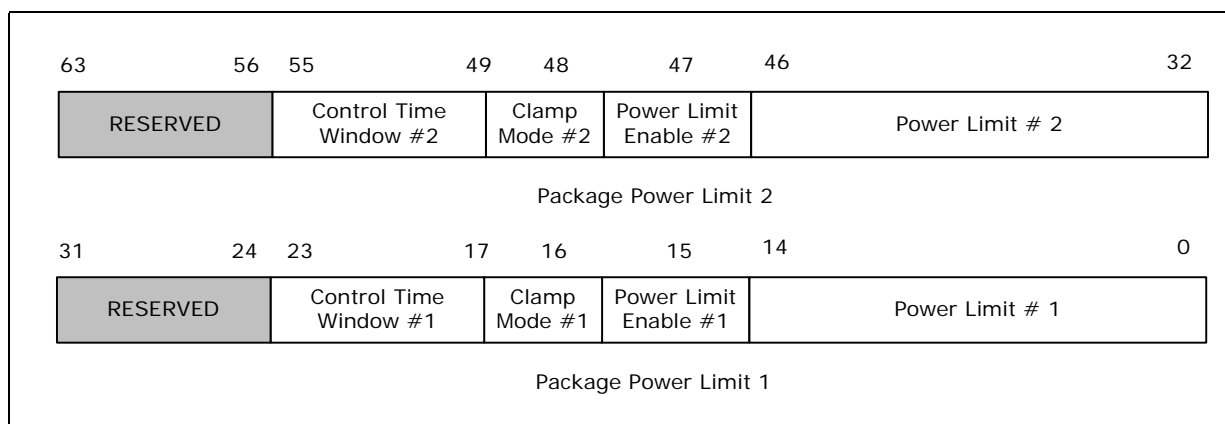 63 56 55 49 48 47 46 32
RESERVED
Control Time
Window #2
Clamp
Mode #2
Power Limit
Enable #2
Power Limit # 2
Package Power Limit 2
31 24 23 17 16 15 14 0
RESERVED
Control Time
Window #1
Clamp
Mode #1
Power Limit
Enable #1
Power Limit # 1
Package Power Limit 1